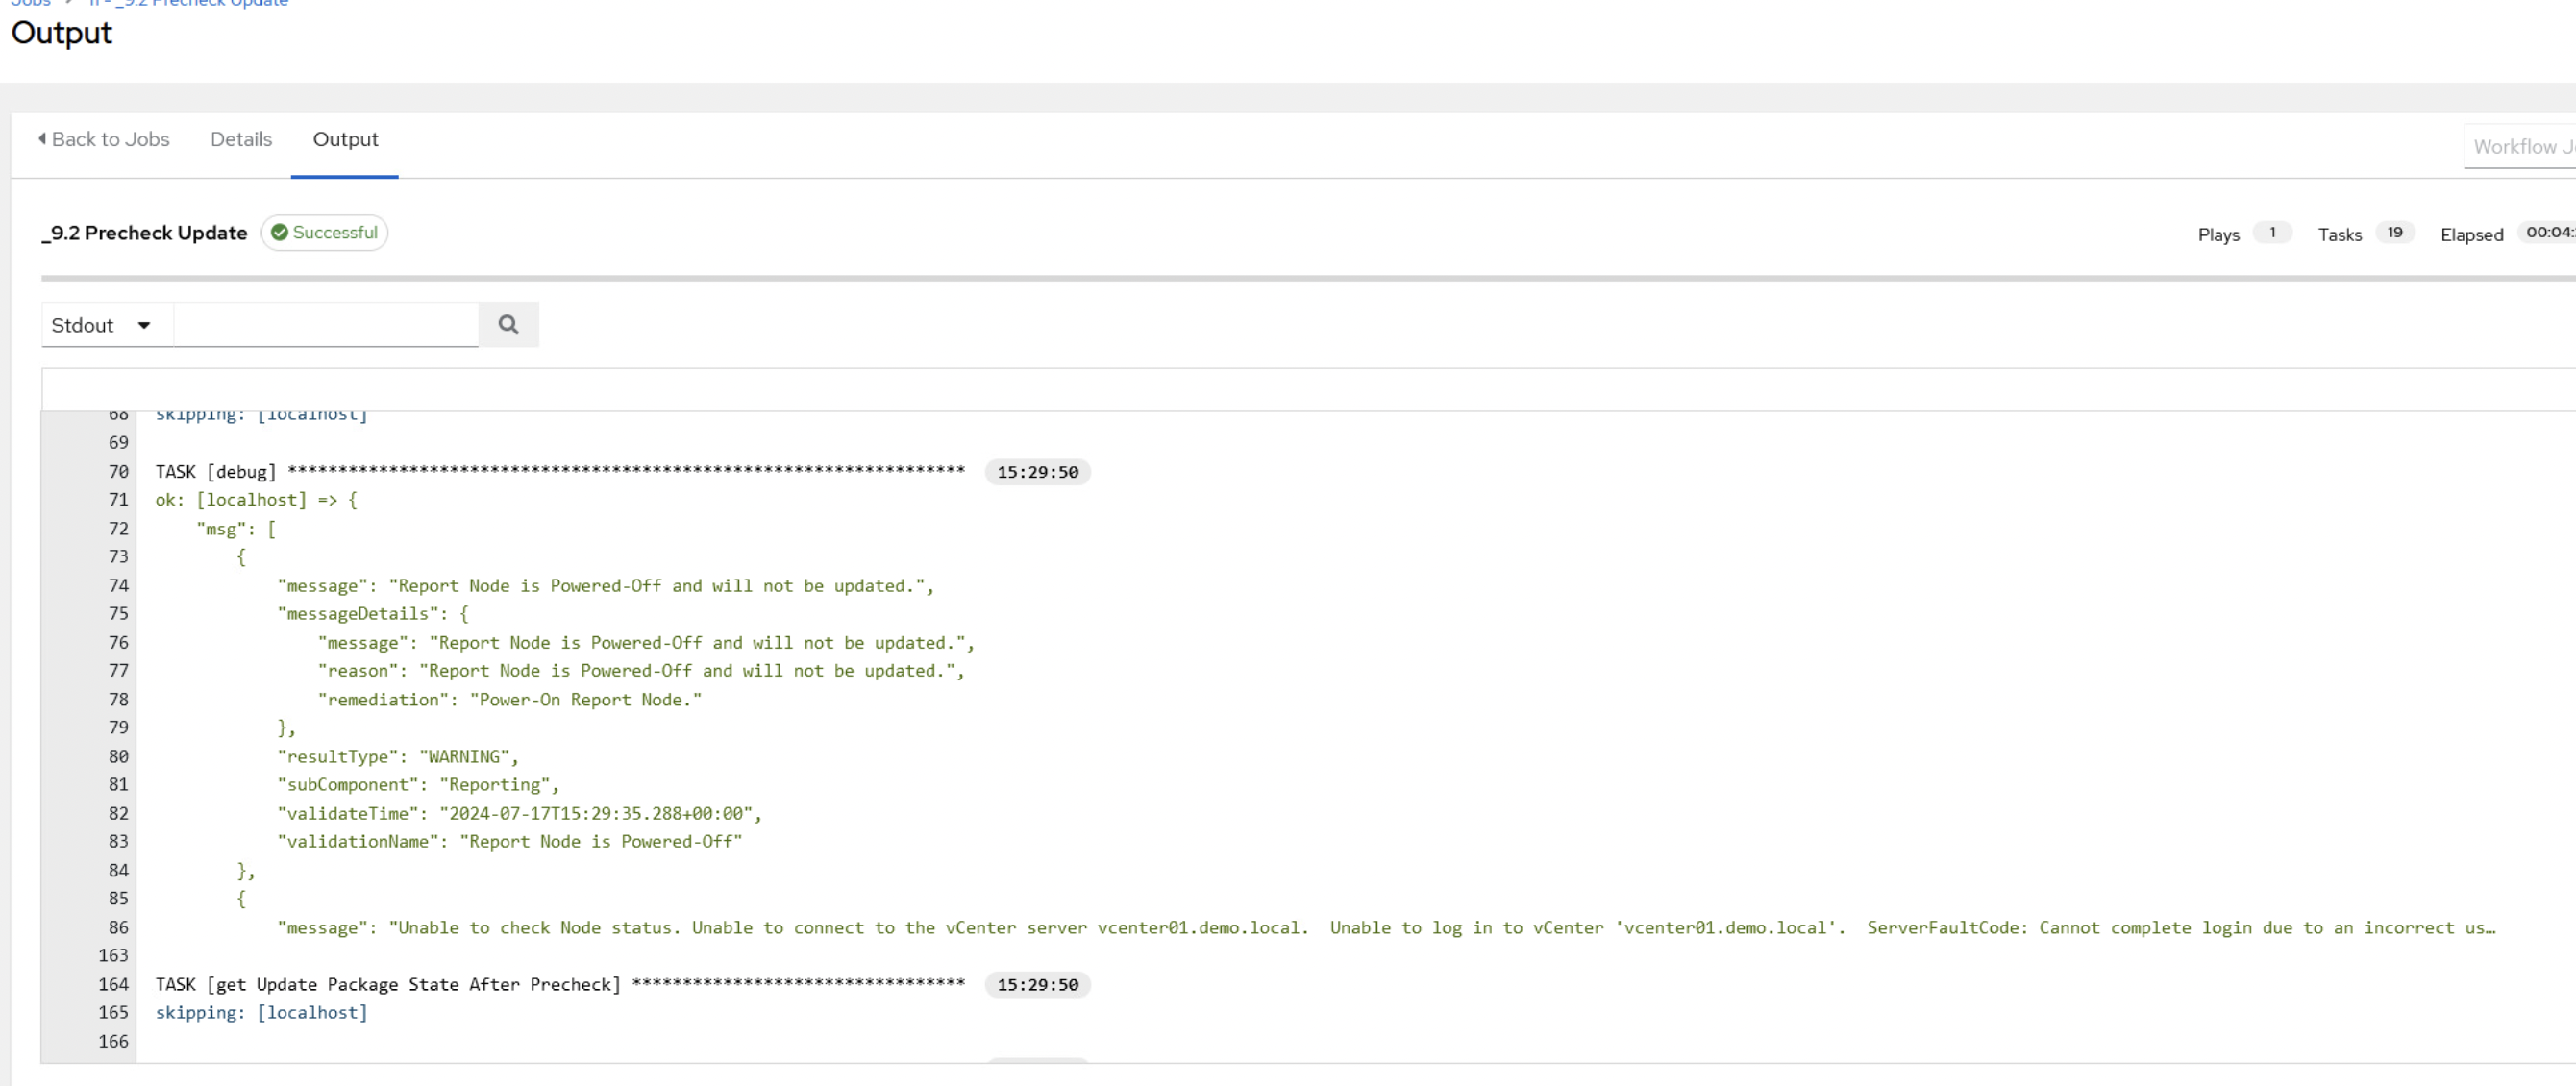 Jobs > 11 - _9.2 Precheck Update
Output
Back to Jobs Details Output
Workflow J
_9.2 Precheck Update Successful Plays 1 Tasks 19 Elapsed 00:04:
Stdout
68 skipping: [localhost]
69
70 TASK [debug] ******************************************************************* 15:29:50
71 ok: [localhost] => {
72 "msg": [
73 {
74 "message": "Report Node is Powered-Off and will not be updated.",
75 "messageDetails": {
76 "message": "Report Node is Powered-Off and will not be updated.",
77 "reason": "Report Node is Powered-Off and will not be updated.",
78 "remediation": "Power-On Report Node."
79 },
80 "resultType": "WARNING",
81 "subComponent": "Reporting",
82 "validateTime": "2024-07-17T15:29:35.288+00:00",
83 "validationName": "Report Node is Powered-Off"
84 },
85 {
86 "message": "Unable to check Node status. Unable to connect to the vCenter server vcenter01.demo.local. Unable to log in to vCenter 'vcenter01.demo.local'. ServerFaultCode: Cannot complete login due to an incorrect us…
163
164 TASK [get Update Package State After Precheck] ********************************* 15:29:50
165 skipping: [localhost]
166